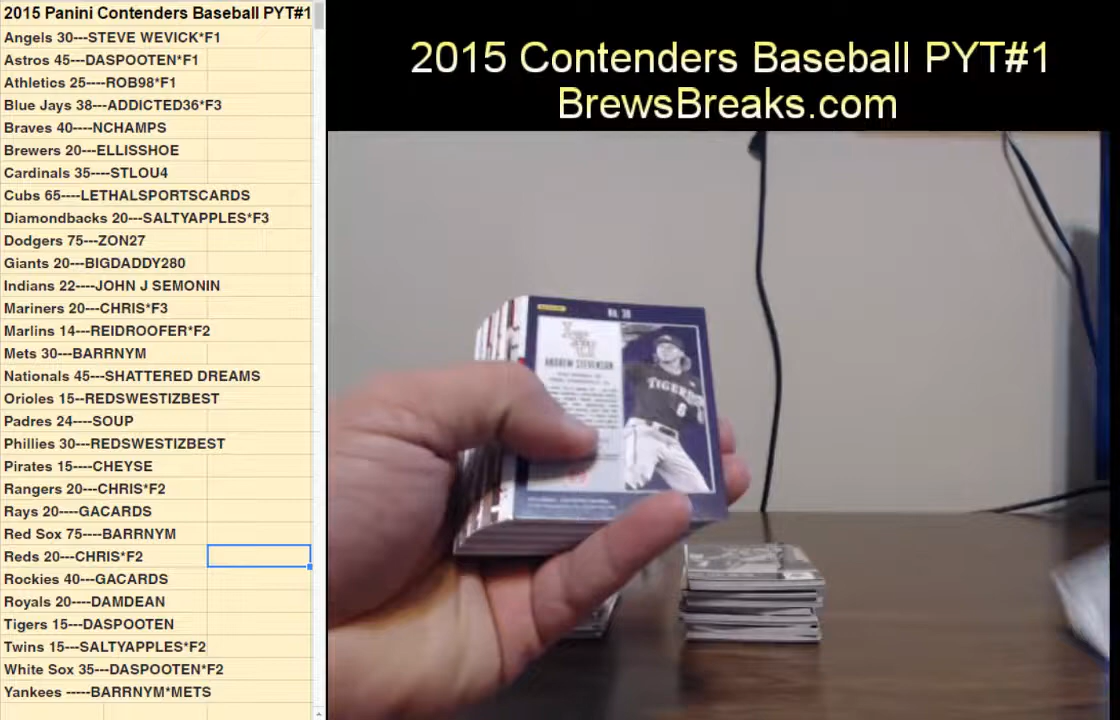 2015 Panini Contenders Baseball PYT#1
Angels 30---STEVE WEVICK*F1
Astros 45----DASPOOTEN*F1
Athletics 25----ROB98*F1
Blue Jays 38---ADDICTED36*F3
Braves 40----NCHAMPS
Brewers 20---ELLISSHOE
Cardinals 35----STLOU4
Cubs 65----LETHALSPORTSCARDS
Diamondbacks 20---SALTYAPPLES*F3
Dodgers 75---ZON27
Giants 20---BIGDADDY280
Indians 22----JOHN J SEMONIN
Mariners 20---CHRIS*F3
Marlins 14---REIDROOFER*F2
Mets 30---BARRNYM
Nationals 45---SHATTERED DREAMS
Orioles 15--REDSWESTIZBEST
Padres 24----SOUP
Phillies 30---REDSWESTIZBEST
Pirates 15----CHEYSE
Rangers 20---CHRIS*F2
Rays 20----GACARDS
Red Sox 75----BARRNYM
Reds 20---CHRIS*F2
Rockies 40---GACARDS
Royals 20----DAMDEAN
Tigers 15----DASPOOTEN
Twins 15---SALTYAPPLES*F2
White Sox 35---DASPOOTEN*F2
Yankees -----BARRNYM*METS
2015 Contenders Baseball PYT#1
BrewsBreaks.com
No. 38
ANDREW STEVENSON
TIGERS
8